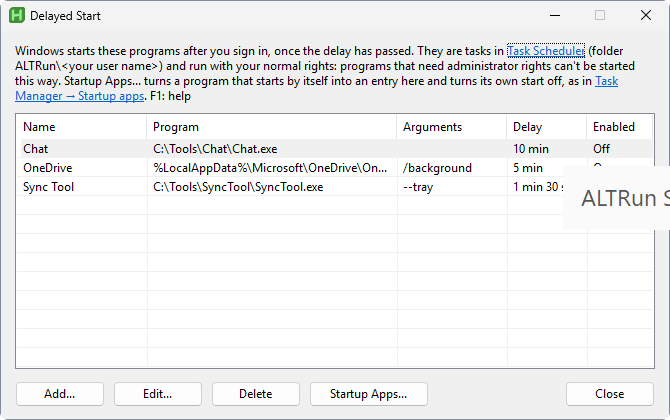 Delayed Start
Windows starts these programs after you sign in, once the delay has passed. They are tasks in Task Scheduler (folder
ALTRun\<your user name>) and run with your normal rights: programs that need administrator rights can't be started
this way. Startup Apps... turns a program that starts by itself into an entry here and turns its own start off, as in Task
Manager → Startup apps. F1: help
Name Program Arguments Delay Enabled
Chat C:\Tools\Chat\Chat.exe 10 min Off
OneDrive %LocalAppData%\Microsoft\OneDrive\On... /background 5 min
Sync Tool C:\Tools\SyncTool\SyncTool.exe --tray 1 min 30 s
ALTRun S
Add... Edit... Delete Startup Apps... Close